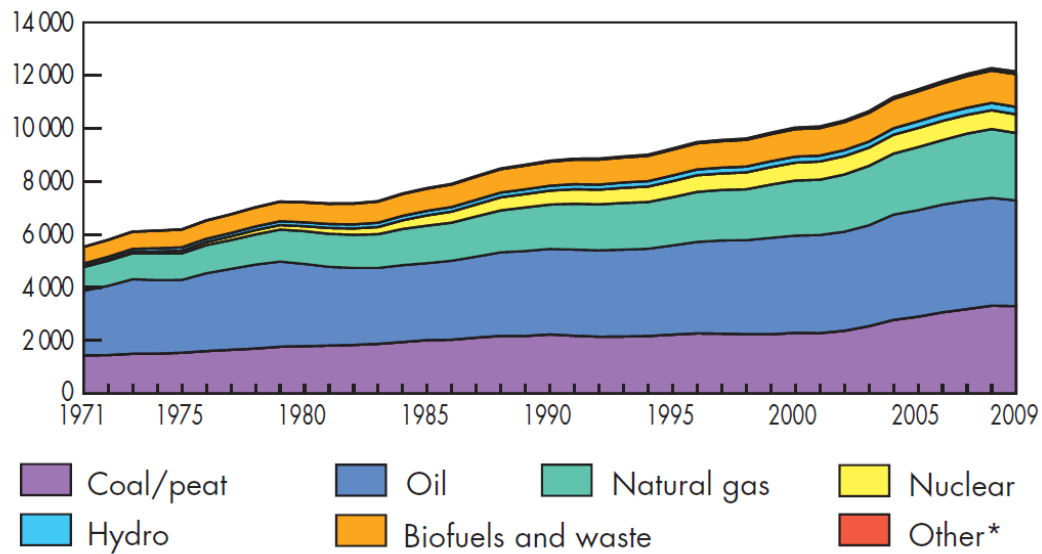 14 000
12 000
10 000
8 000
6 000
4 000
2 000
0
1971 1975 1980 1985 1990 1995 2000 2005 2009
Coal/peat Oil Natural gas Nuclear
Hydro Biofuels and waste Other*